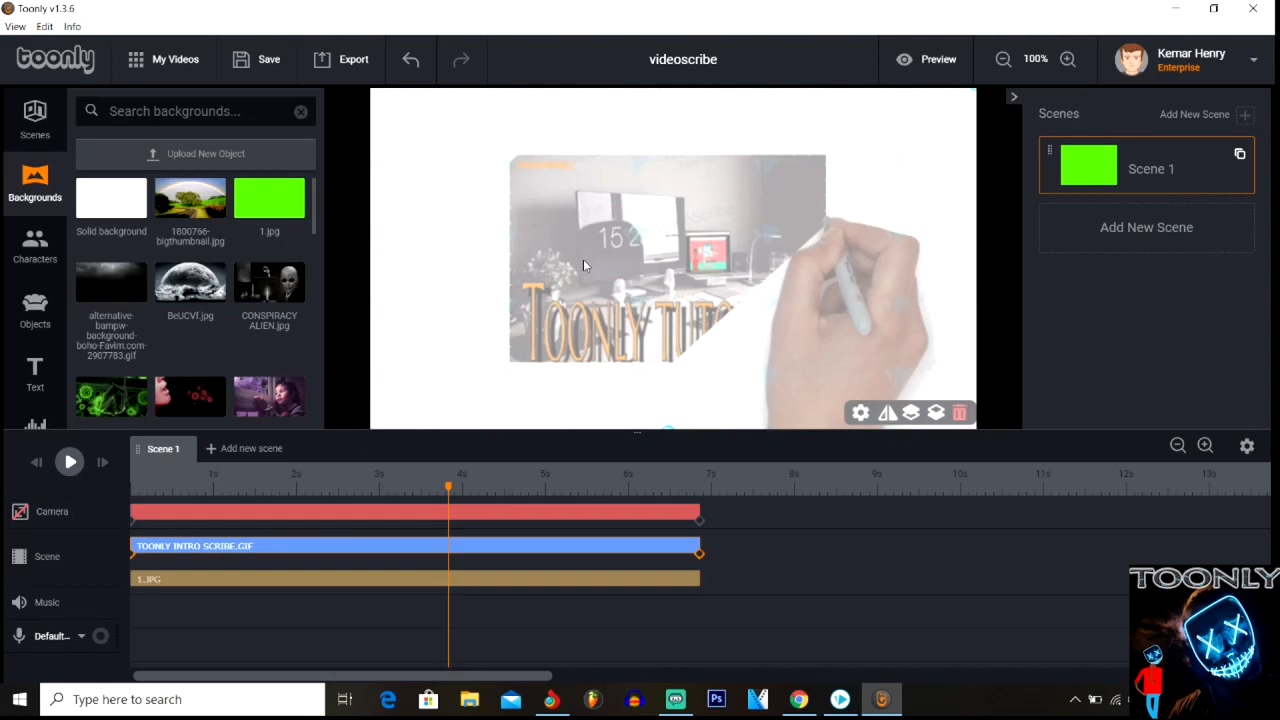 Toonly v1.3.6
View Edit Info
toonly My Videos Save Export videoscribe Preview 100% Kemar Henry
Enterprise
Scenes
Backgrounds
Characters
Objects
Text
Search backgrounds...
Upload New Object
Solid background
1800766-
bigthumbnail.jpg
1.jpg
alternative-
bampw-
background-
boho-Favim.com-
2907783.gif
BeUCVf.jpg
CONSPIRACY
ALIEN.jpg
15 2
TOONLY TUTO
Scenes Add New Scene
Scene 1
Add New Scene
Scene 1 Add new scene
1s 2s 3s 4s 5s 6s 7s 8s 9s 10s 11s 12s 13s
Camera
Scene
TOONLY INTRO SCRIBE.GIF
1.JPG
Music
Default...
TOONLY
Type here to search
Ps